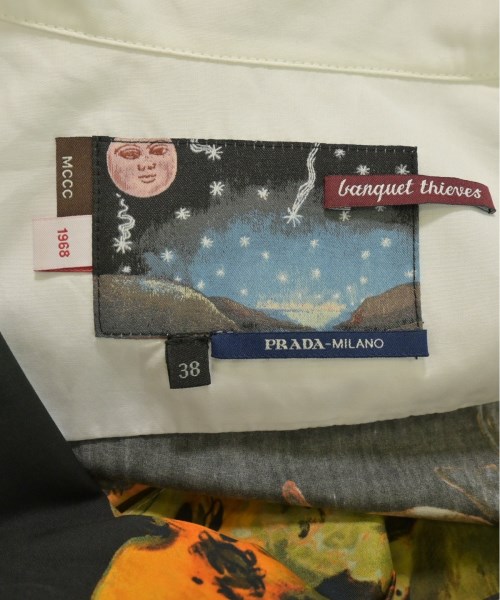 MCCC
1968
banquet thieves
PRADA-MILANO
38